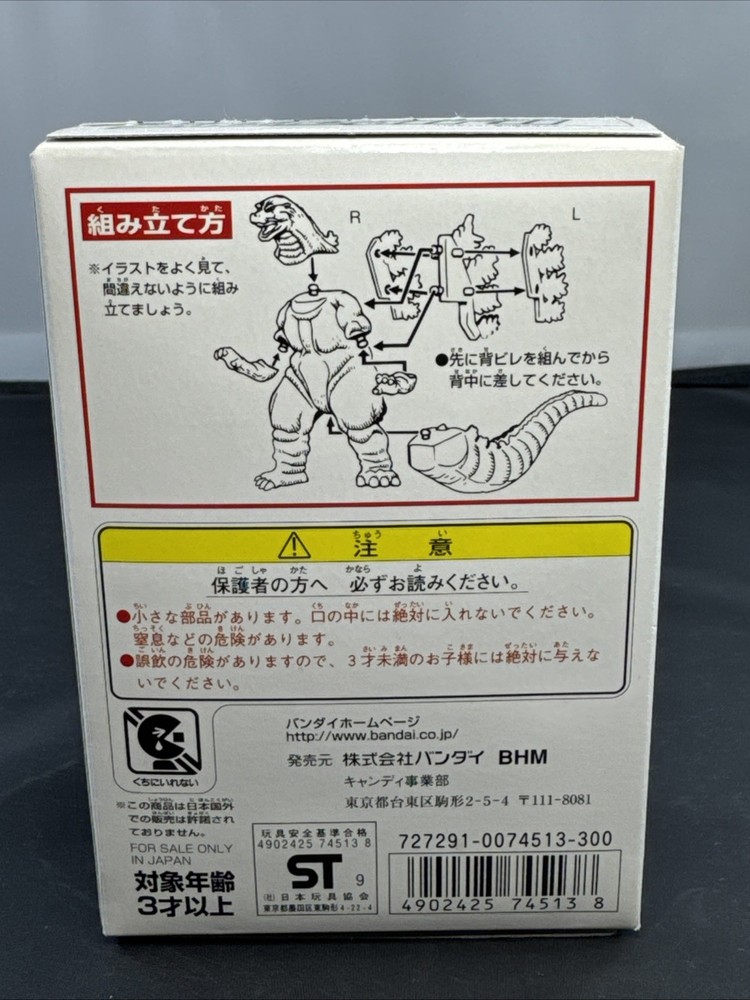 組み立て方
※イラストをよく見て、
間違えないように組み
立てましょう。
R
L
●先に背ビレを組んでから
背中に差してください。
注意
保護者の方へ 必ずお読みください。
●小さな部品があります。口の中には絶対に入れないでください。
窒息などの危険があります。
●誤飲の危険がありますので、3才未満のお子様には絶対に与えな
いでください。
くちにいれない
バンダイホームページ
http://www.bandai.co.jp/
発売元 株式会社バンダイ BHM
キャンディ事業部
東京都台東区駒形2-5-4 〒111-8081
※この商品は日本国外
での販売は許諾され
ておりません。
FOR SALE ONLY
IN JAPAN
対象年齢
3才以上
玩具安全基準合格
4902425 74513 8
ST 9
(社)日本玩具協会
東京都墨田区東駒形4-22-4
727291-0074513-300
4902425 74513 8